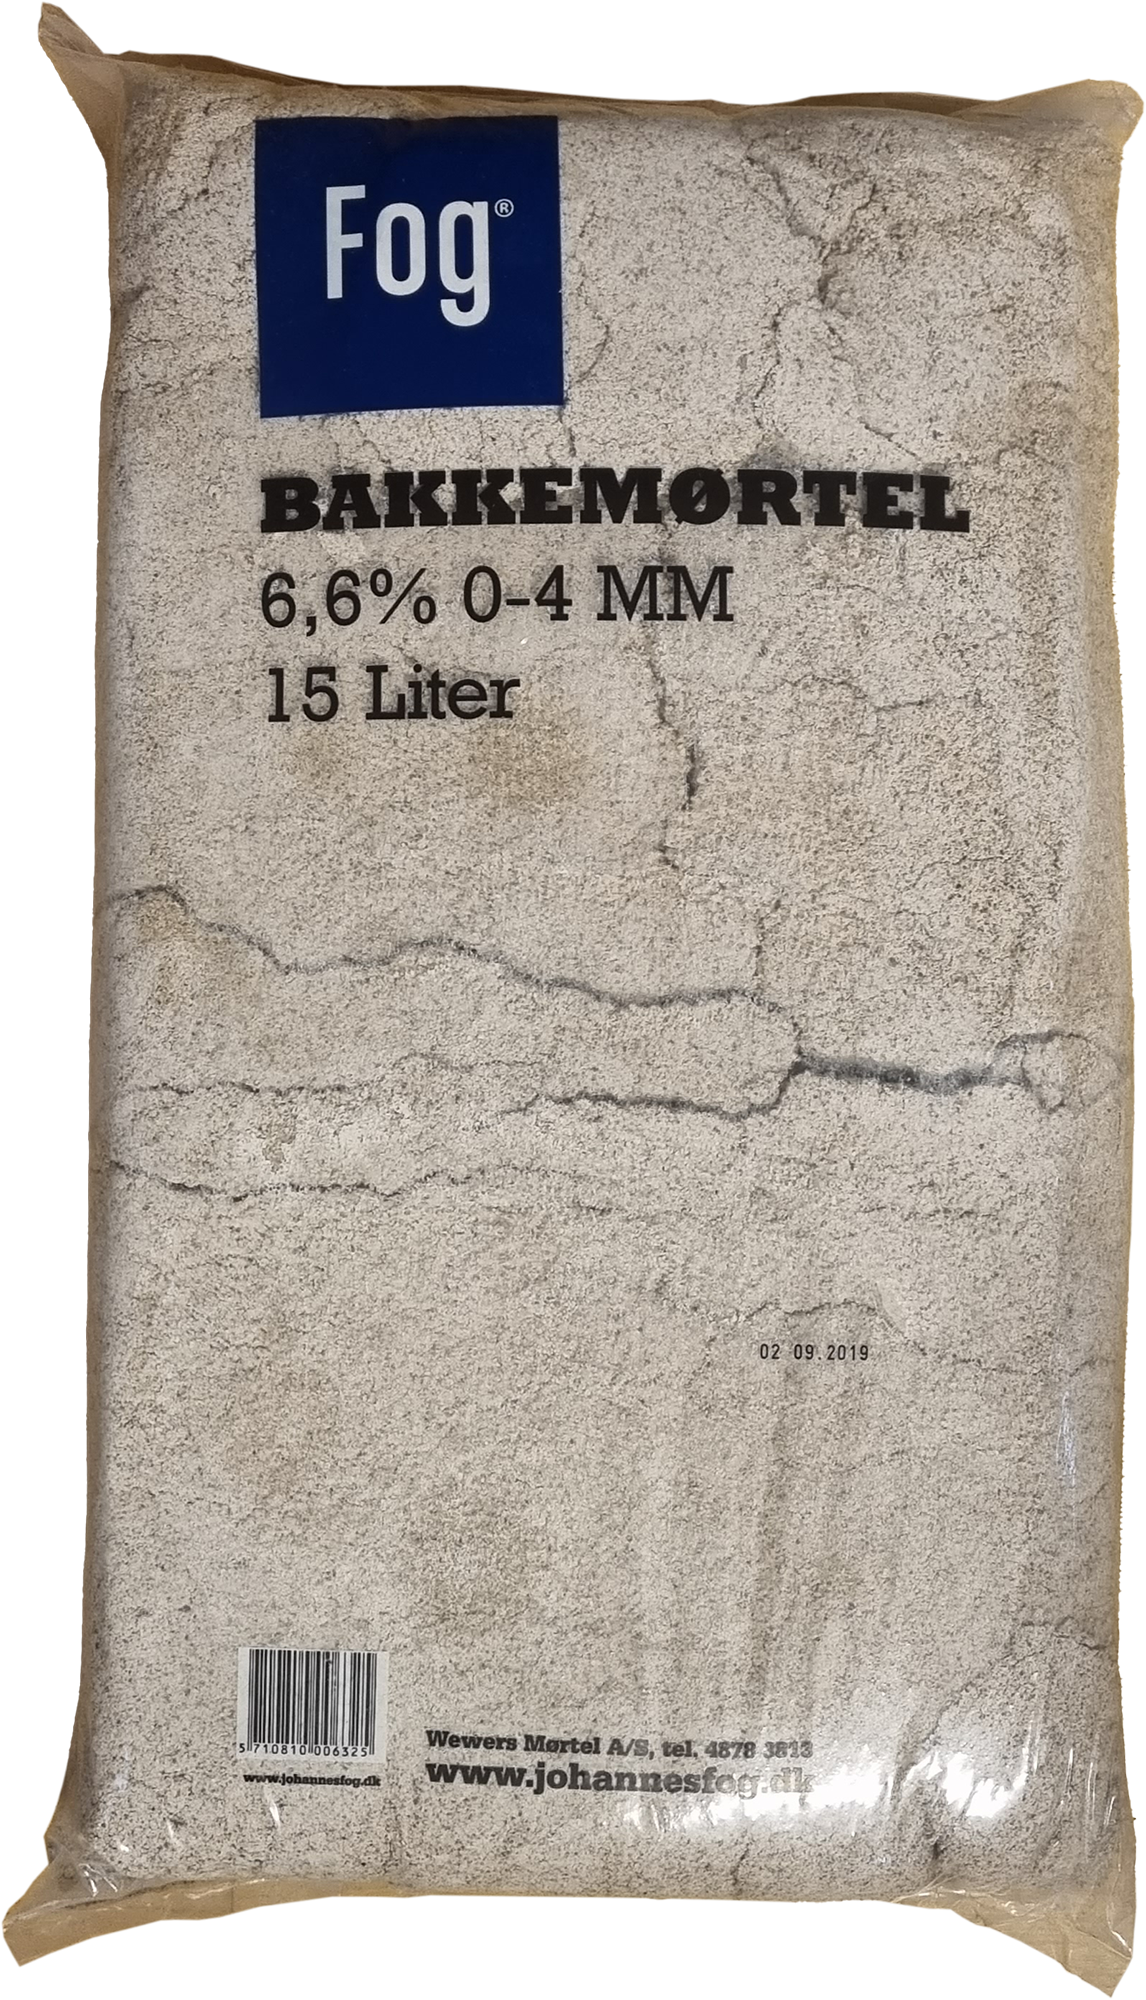 Fog®
BAKKEMØRTEL
6,6% 0-4 MM
15 Liter
02 09.2019
5 710810 006325
www.johannesfog.dk
Wewers Mørtel A/S, tel. 4878 3813
www.johannesfog.dk